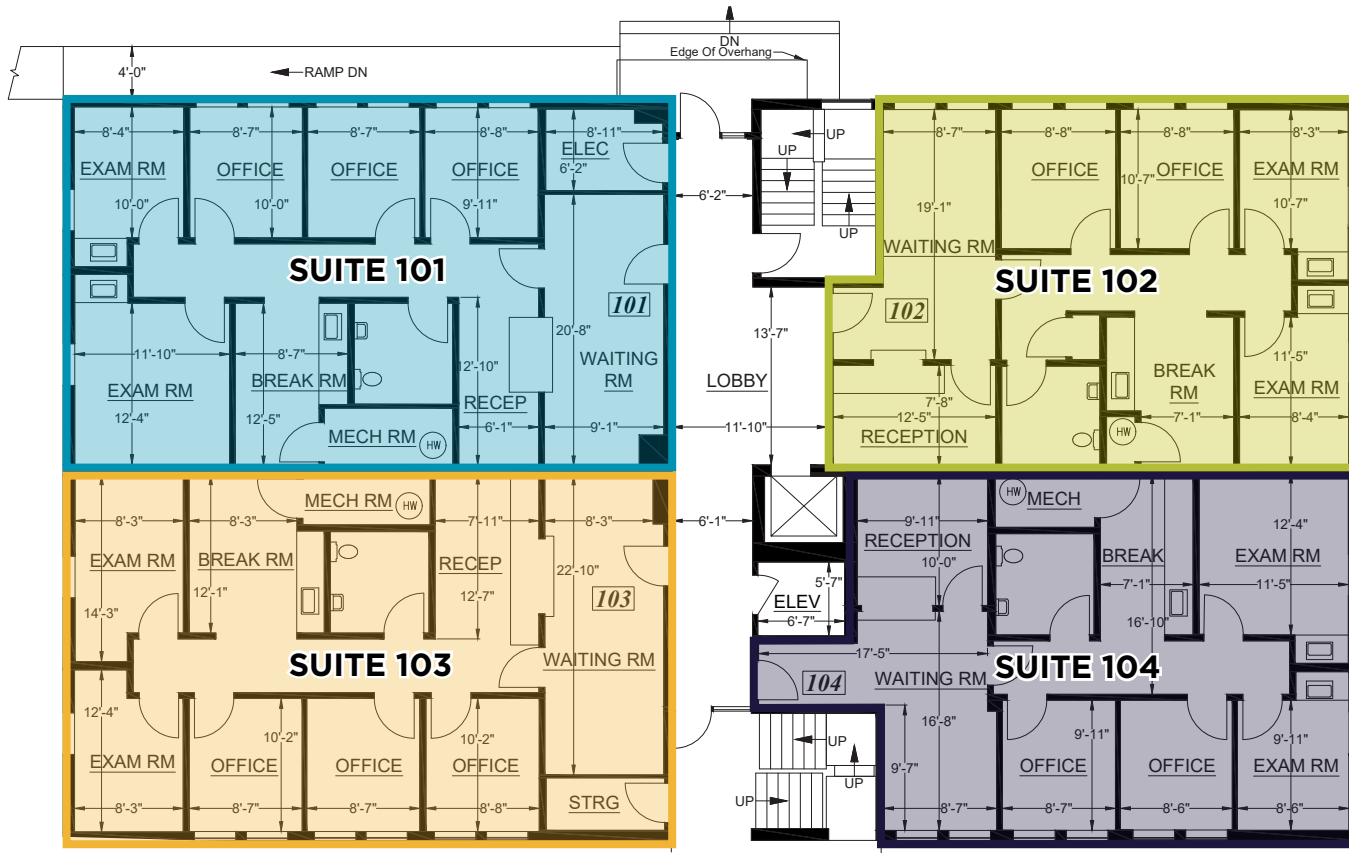 DN
Edge Of Overhang
4'-0"
RAMP DN
8'-4"
8'-7"
8'-7"
8'-8"
8'-11"
ELEC
6'-2"
EXAM RM
OFFICE
OFFICE
OFFICE
10'-0"
10'-0"
9'-11"
SUITE 101
101
20'-8"
WAITING
RM
11'-10"
8'-7"
12'-10"
EXAM RM
BREAK RM
RECEP
12'-4"
12'-5"
MECH RM
HW
6'-1"
9'-1"
6'-2"
UP
UP
UP
13'-7"
LOBBY
11'-10"
6'-1"
8'-7"
8'-8"
8'-8"
8'-3"
OFFICE
OFFICE
EXAM RM
10'-7"
10'-7"
19'-1"
WAITING RM
SUITE 102
102
11'-5"
BREAK
RM
EXAM RM
7'-8"
12'-5"
7'-1"
8'-4"
RECEPTION
HW
MECH RM
HW
8'-3"
8'-3"
7'-11"
8'-3"
EXAM RM
BREAK RM
RECEP
22'-10"
14'-3"
12'-1"
12'-7"
103
SUITE 103
WAITING RM
12'-4"
10'-2"
10'-2"
EXAM RM
OFFICE
OFFICE
OFFICE
8'-3"
8'-7"
8'-7"
8'-8"
STRG
5'-7"
ELEV
6'-7"
HW
MECH
9'-11"
RECEPTION
10'-0"
BREAK
7'-1"
12'-4"
EXAM RM
11'-5"
16'-10"
17'-5"
104
WAITING RM
SUITE 104
16'-8"
9'-7"
9'-11"
9'-11"
OFFICE
OFFICE
EXAM RM
8'-7"
8'-7"
8'-6"
8'-6"
UP
UP
UP